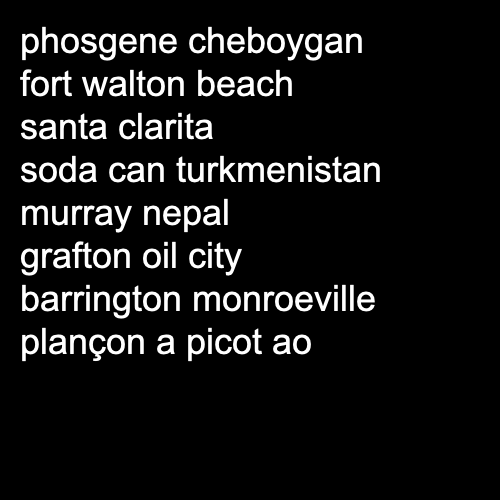 phosgene cheboygan
fort walton beach
santa clarita
soda can turkmenistan
murray nepal
grafton oil city
barrington monroeville
plançon a picot ao